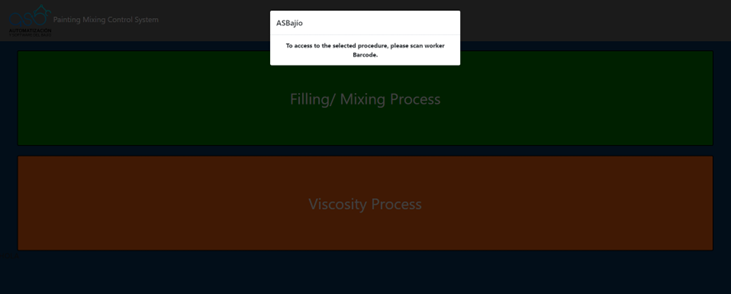 Painting Mixing Control System
AUTOMATIZACIÓN
ASBajio
To access to the selected procedure, please scan worker
Barcode.
Filling/ Mixing Process
Viscosity Process